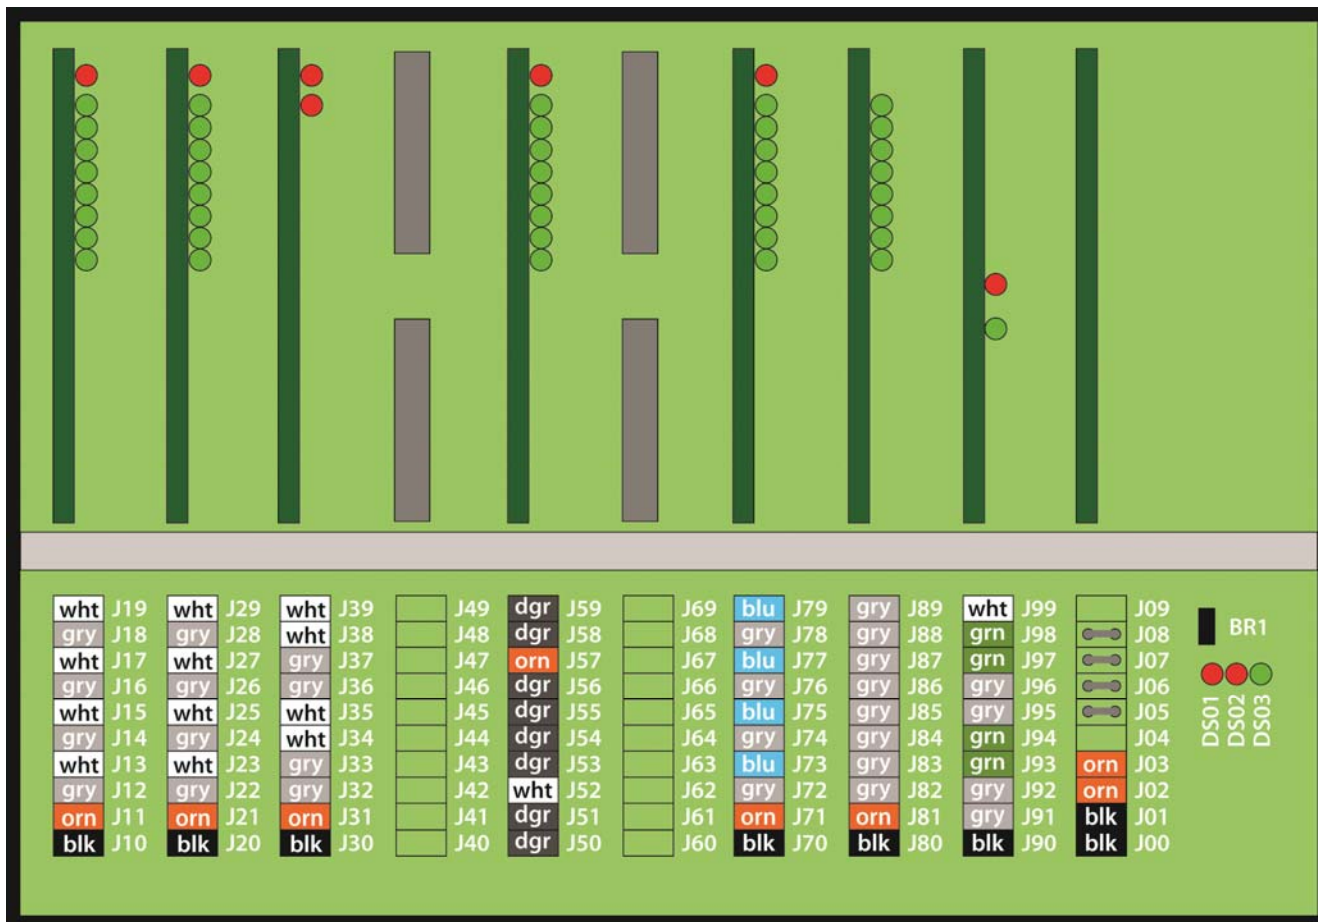 wht J19 wht J29 wht J39 J49 dgr J59 J69 blu J79 gry J89 wht J99 J09
gry J18 gry J28 wht J38 J48 dgr J58 J68 gry J78 gry J88 grn J98 J08
wht J17 wht J27 gry J37 J47 orn J57 J67 blu J77 gry J87 grn J97 J07
gry J16 gry J26 gry J36 J46 dgr J56 J66 gry J76 gry J86 gry J96 J06
wht J15 wht J25 wht J35 J45 dgr J55 J65 blu J75 gry J85 gry J95 J05
gry J14 gry J24 wht J34 J44 dgr J54 J64 gry J74 gry J84 grn J94 J04
wht J13 wht J23 gry J33 J43 dgr J53 J63 blu J73 gry J83 grn J93 orn J03
gry J12 gry J22 gry J32 J42 wht J52 J62 gry J72 gry J82 gry J92 orn J02
orn J11 orn J21 orn J31 J41 dgr J51 J61 orn J71 orn J81 gry J91 blk J01
blk J10 blk J20 blk J30 J40 dgr J50 J60 blk J70 blk J80 blk J90 blk J00
BR1
DS01
DS02
DS03